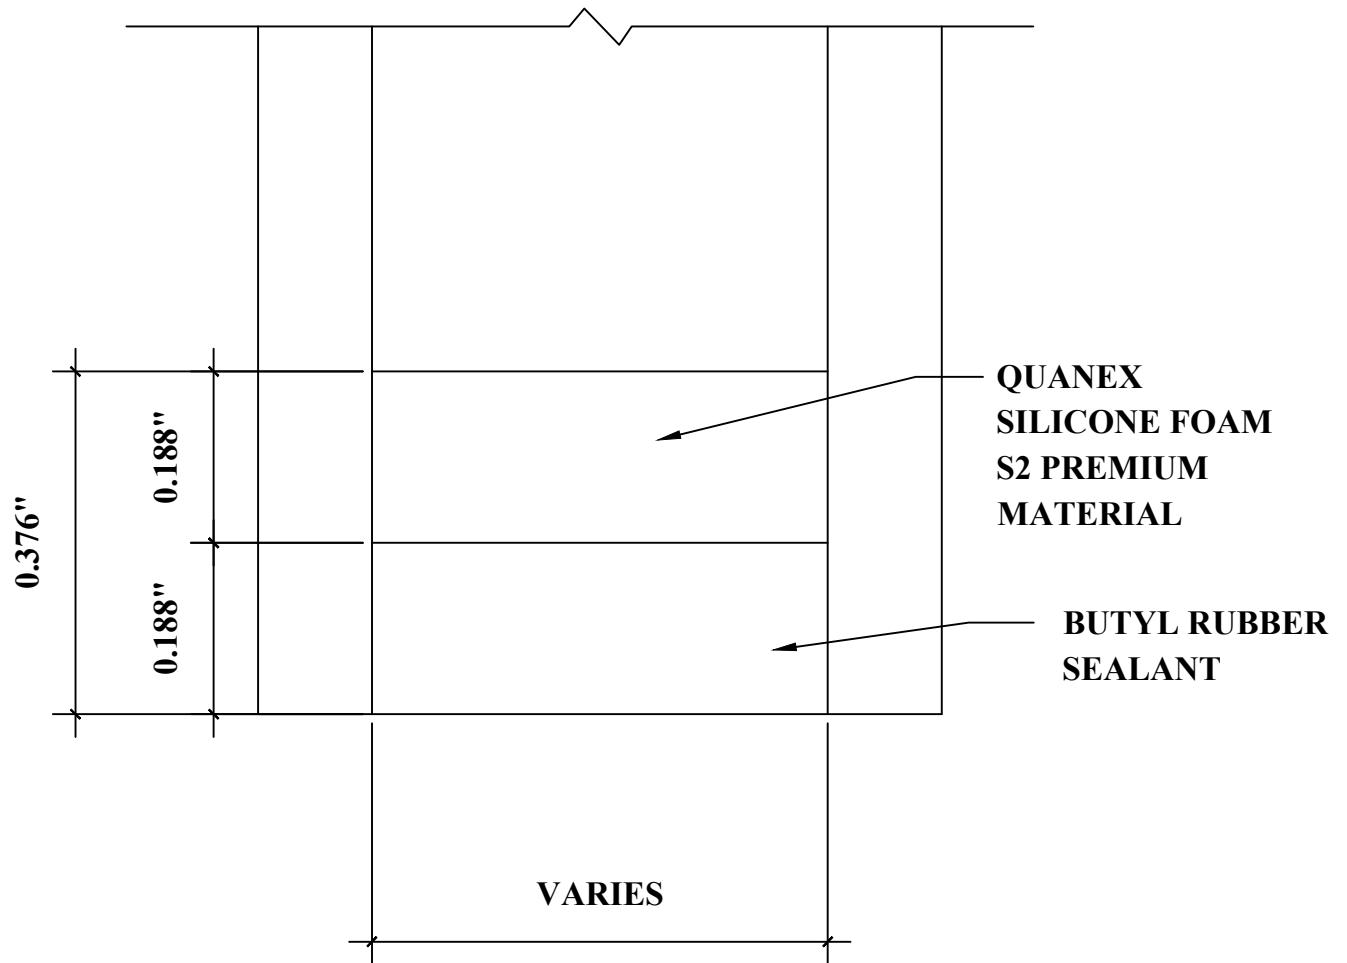 QUANEX
SILICONE FOAM
S2 PREMIUM
MATERIAL
0.188"
0.376"
0.188"
BUTYL RUBBER
SEALANT
VARIES